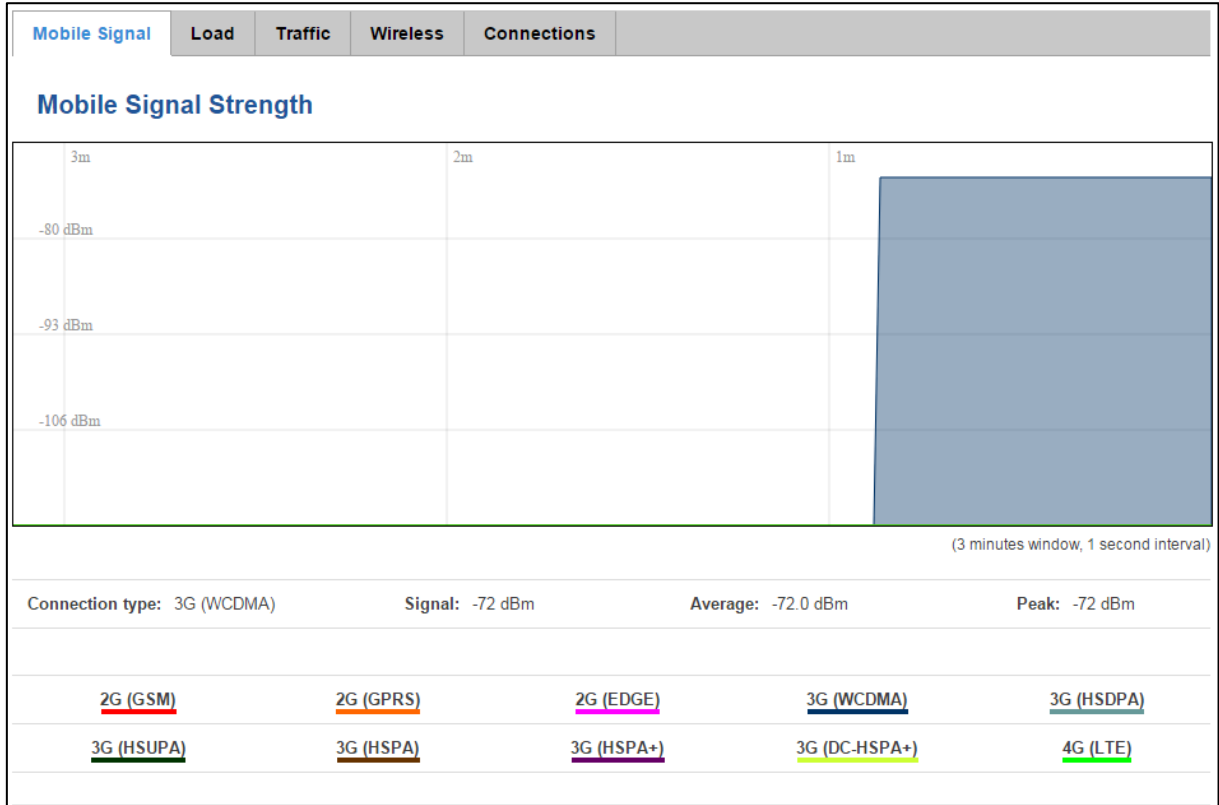 Mobile Signal Load Traffic Wireless Connections
Mobile Signal Strength
3m 2m 1m
-80 dBm
-93 dBm
-106 dBm
(3 minutes window, 1 second interval)
Connection type: 3G (WCDMA) Signal: -72 dBm Average: -72.0 dBm Peak: -72 dBm
2G (GSM) 2G (GPRS) 2G (EDGE) 3G (WCDMA) 3G (HSDPA)
3G (HSUPA) 3G (HSPA) 3G (HSPA+) 3G (DC-HSPA+) 4G (LTE)